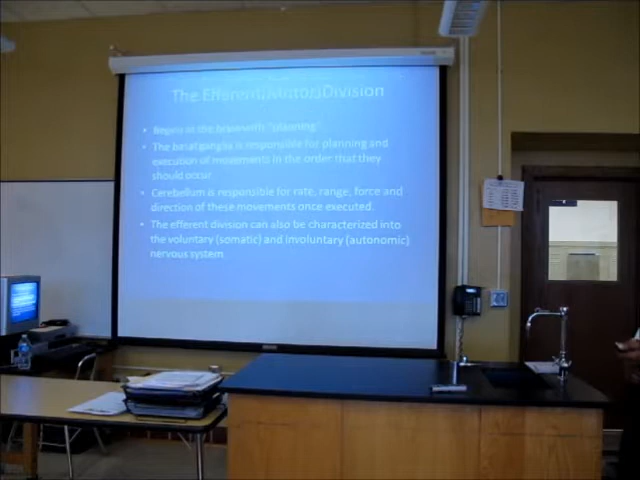 The Efferent(Motor)Division
• Begins in the brain with "planning"
• The basal ganglia is responsible for planning and
execution of movements in the order that they
should occur
• Cerebellum is responsible for rate, range, force and
direction of these movements once executed.
• The efferent division can also be characterized into
the voluntary (somatic) and involuntary (autonomic)
nervous system.